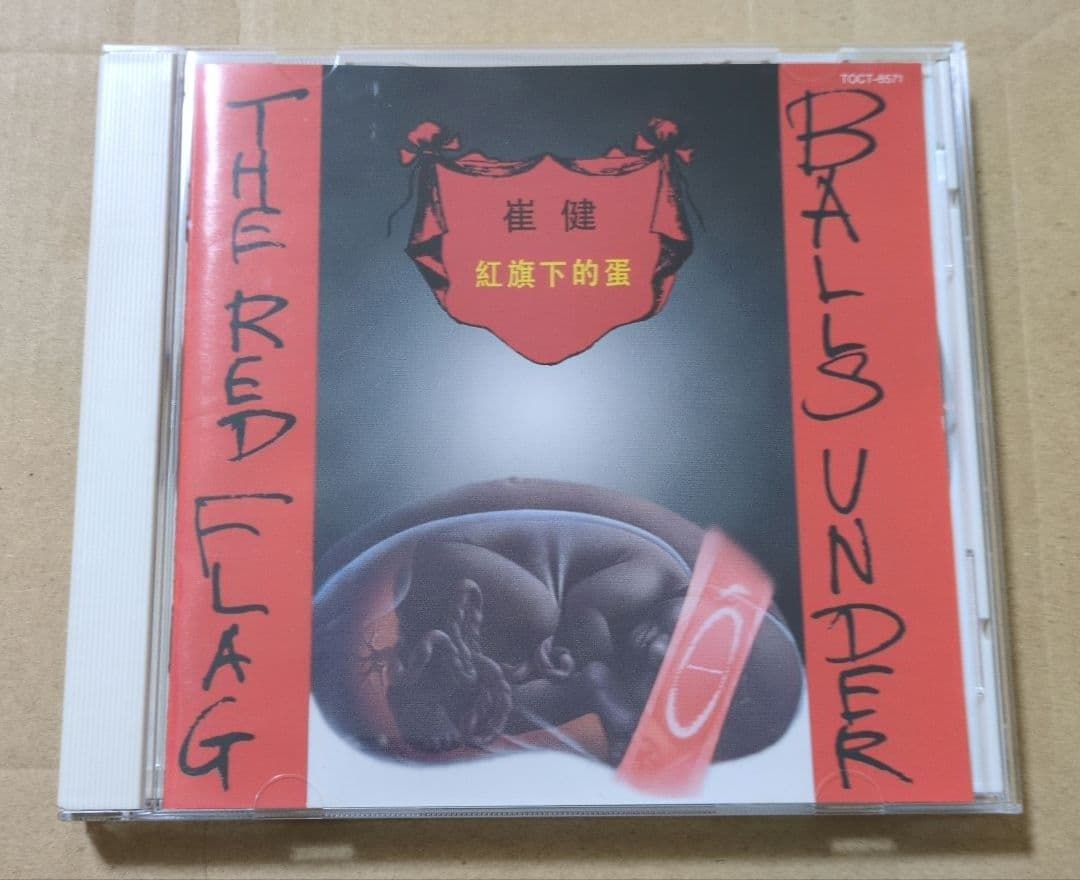 TOCT-8571
崔健
紅旗下的蛋
BALLS UNDER
THE RED FLAG